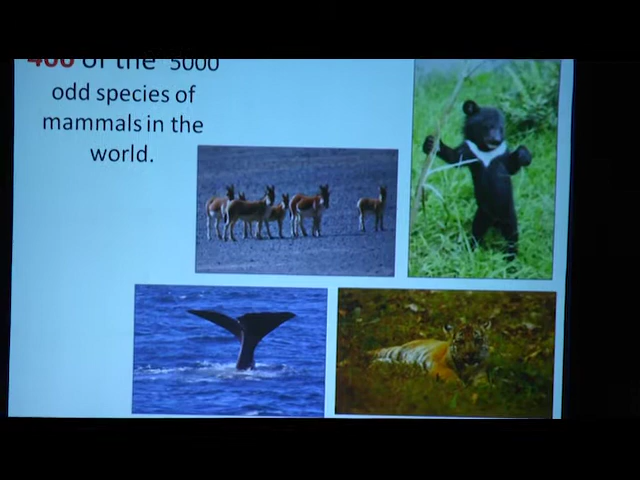 400 of the 5000
odd species of
mammals in the
world.